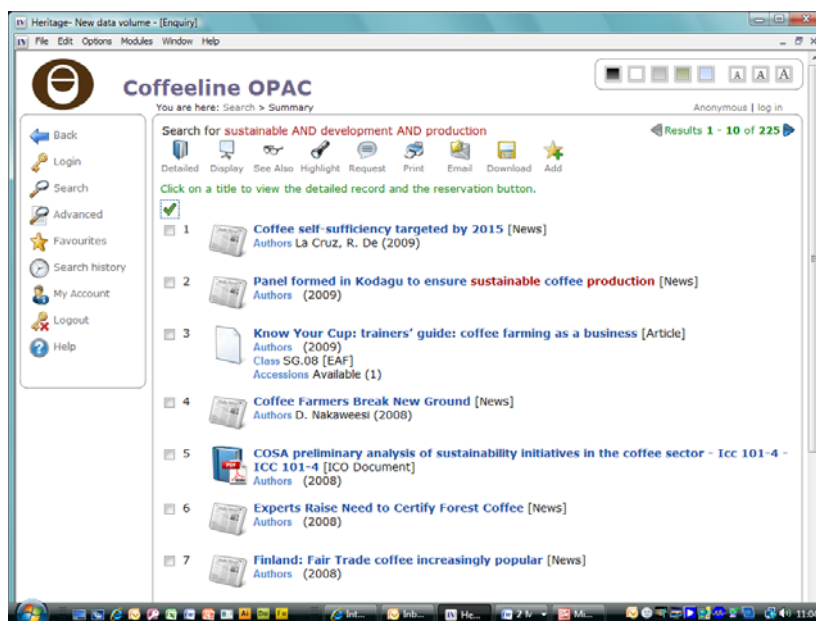 Heritage- New data volume - [Enquiry]
File Edit Options Modules Window Help
Coffeeline OPAC
You are here: Search > Summary
A A A
Anonymous | log in
Back
Login
Search
Advanced
Favourites
Search history
My Account
Logout
Help
Search for sustainable AND development AND production
Results 1 - 10 of 225
Detailed Display See Also Highlight Request Print Email Download Add
Click on a title to view the detailed record and the reservation button.
1 Coffee self-sufficiency targeted by 2015 [News]
Authors La Cruz, R. De (2009)
2 Panel formed in Kodagu to ensure sustainable coffee production [News]
Authors (2009)
3 Know Your Cup: trainers' guide: coffee farming as a business [Article]
Authors (2009)
Class SG.08 [EAF]
Accessions Available (1)
4 Coffee Farmers Break New Ground [News]
Authors D. Nakaweesi (2008)
5 COSA preliminary analysis of sustainability initiatives in the coffee sector - Icc 101-4 -
ICC 101-4 [ICO Document]
Authors (2008)
PDF
6 Experts Raise Need to Certify Forest Coffee [News]
Authors (2008)
7 Finland: Fair Trade coffee increasingly popular [News]
Authors (2008)
Int... Inb... He... 2 Mi...